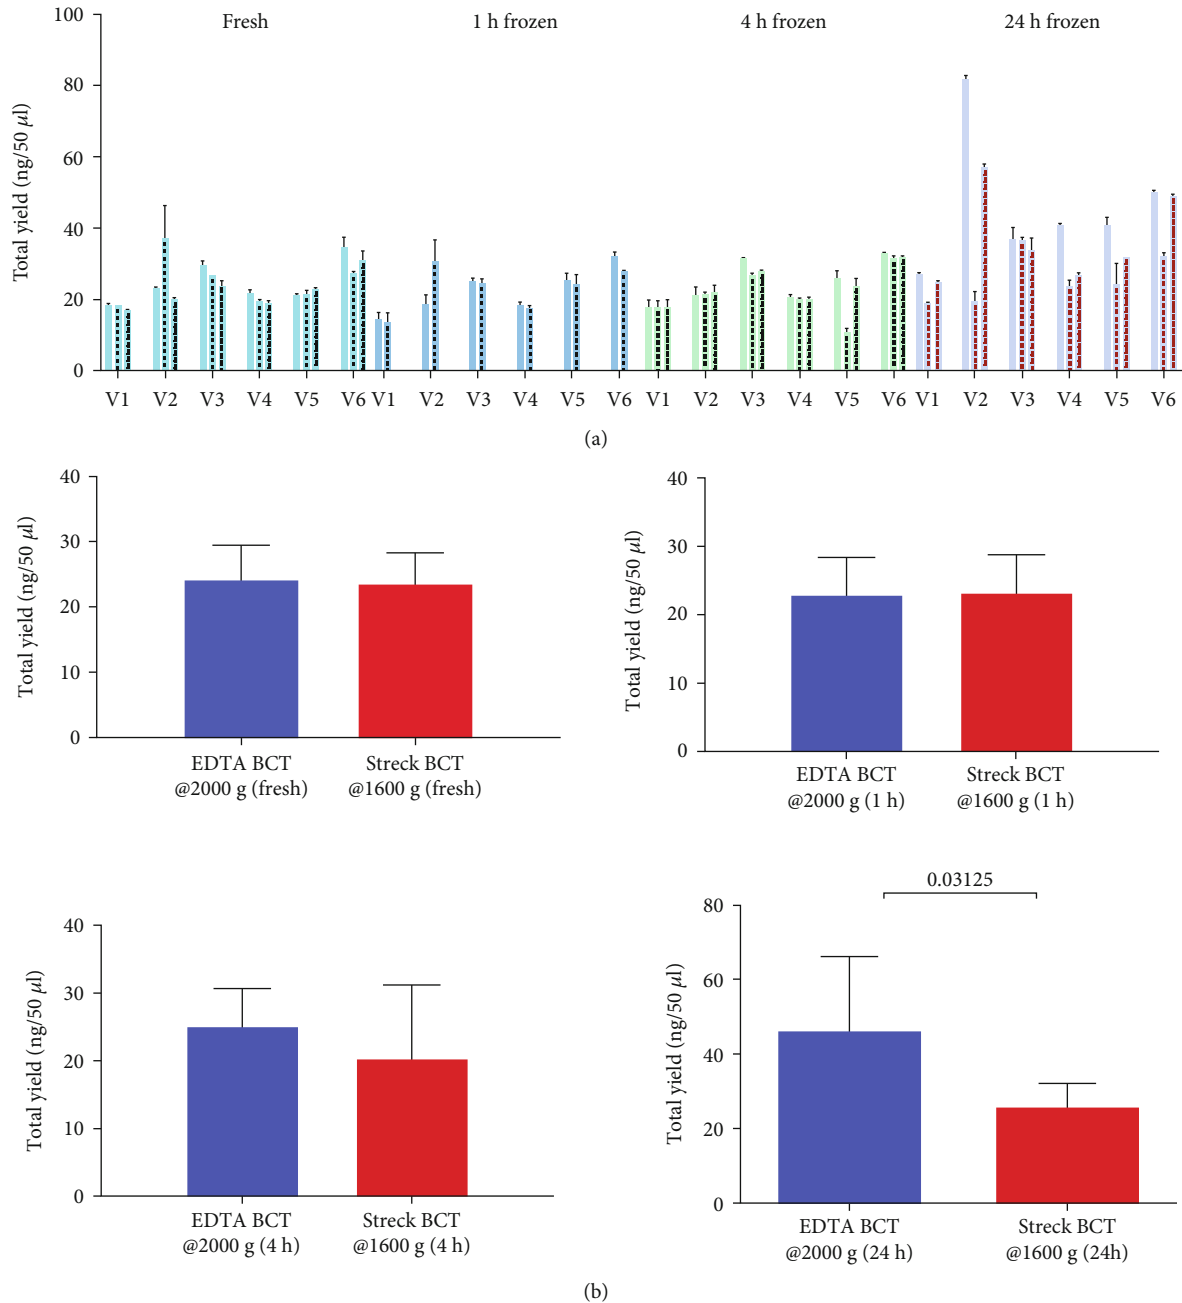 Fresh 1 h frozen 4 h frozen 24 h frozen
Total yield (ng/50 μl)
100
80
60
40
20
0
V1 V2 V3 V4 V5 V6 V1 V2 V3 V4 V5 V6 V1 V2 V3 V4 V5 V6 V1 V2 V3 V4 V5 V6
(a)
Total yield (ng/50 μl)
40
30
20
10
0
EDTA BCT
@2000 g (fresh)
Streck BCT
@1600 g (fresh)
Total yield (ng/50 μl)
40
30
20
10
0
EDTA BCT
@2000 g (1 h)
Streck BCT
@1600 g (1 h)
Total yield (ng/50 μl)
40
30
20
10
0
EDTA BCT
@2000 g (4 h)
Streck BCT
@1600 g (4 h)
0.03125
Total yield (ng/50 μl)
80
60
40
20
0
EDTA BCT
@2000 g (24 h)
Streck BCT
@1600 g (24h)
(b)